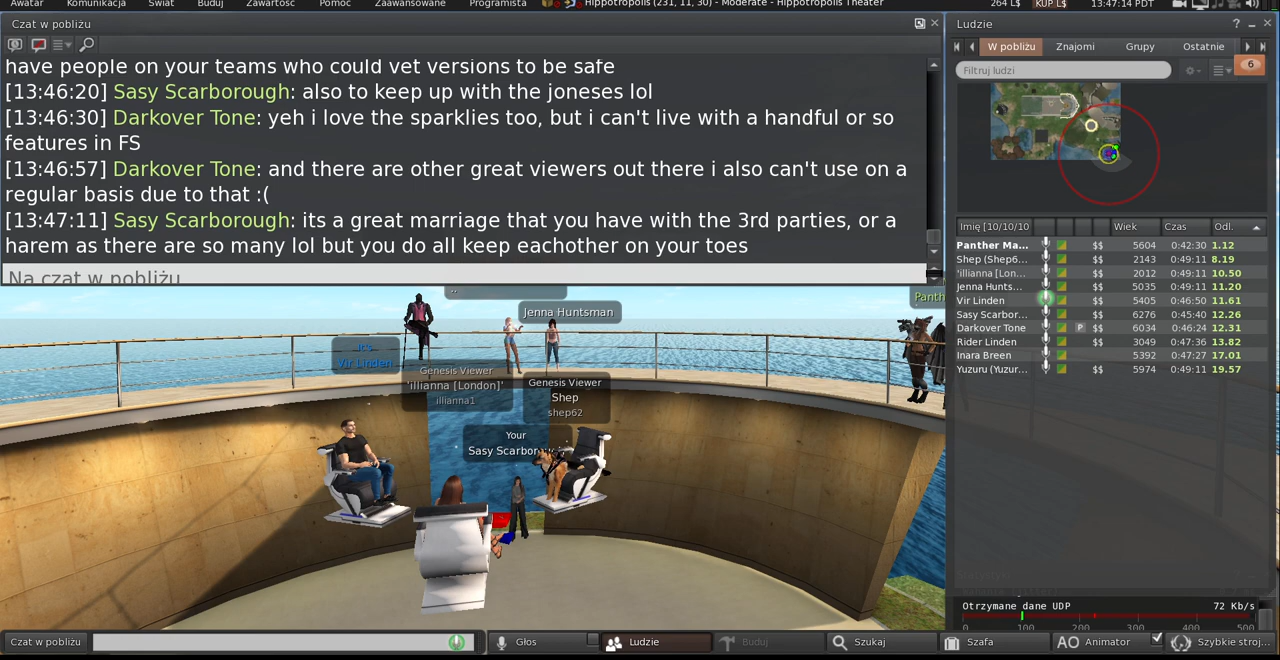 Awatar Komunikacja Świat Buduj Zawartość Pomoc Zaawansowane Programista Hippotropolis (231, 11, 30) - Moderate - Hippotropolis Theater 264 L$ KUP L$ 13:47:14 PDT
Czat w pobliżu
have people on your teams who could vet versions to be safe
[13:46:20] Sasy Scarborough: also to keep up with the joneses lol
[13:46:30] Darkover Tone: yeh i love the sparklies too, but i can't live with a handful or so
features in FS
[13:46:57] Darkover Tone: and there are other great viewers out there i also can't use on a
regular basis due to that :(
[13:47:11] Sasy Scarborough: its a great marriage that you have with the 3rd parties, or a
harem as there are so many lol but you do all keep eachother on your toes
Na czat w pobliżu
Ludzie
W pobliżu Znajomi Grupy Ostatnie
Filtruj ludzi
6
Imię [10/10/10 Wiek Czas Odl.
Panther Ma... $$ 5604 0:42:30 1.12
Shep (Shep6... $$ 2143 0:49:11 8.19
'illianna [Lon... $$ 2012 0:49:11 10.50
Jenna Hunts... $$ 5035 0:49:11 11.20
Vir Linden $$ 5405 0:46:50 11.61
Sasy Scarbor... $$ 6276 0:45:40 12.26
Darkover Tone P $$ 6034 0:46:24 12.31
Rider Linden $$ 3049 0:47:36 13.82
Inara Breen 5392 0:47:27 17.01
Yuzuru (Yuzur... $$ 5974 0:49:11 19.57
Panth
Jenna Huntsman
It's
Vir Linden
Genesis Viewer
'illianna [London]'
illianna1
Genesis Viewer
Shep
shep62
Your
Sasy Scarbor
Otrzymane dane UDP 72 Kb/s
0 100 200 300 400 500
Czat w pobliżu Głos Ludzie Buduj Szukaj Szafa AO Animator Szybkie stroj...